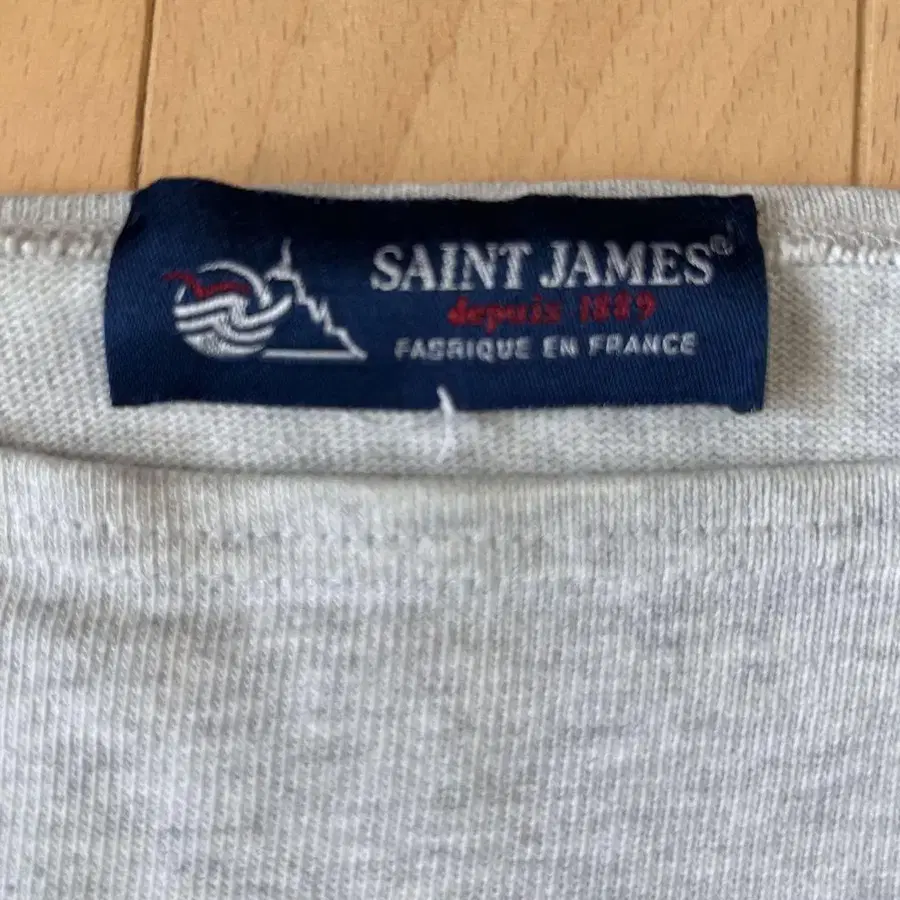 SAINT JAMES®
depuis 1889
FABRIQUE EN FRANCE